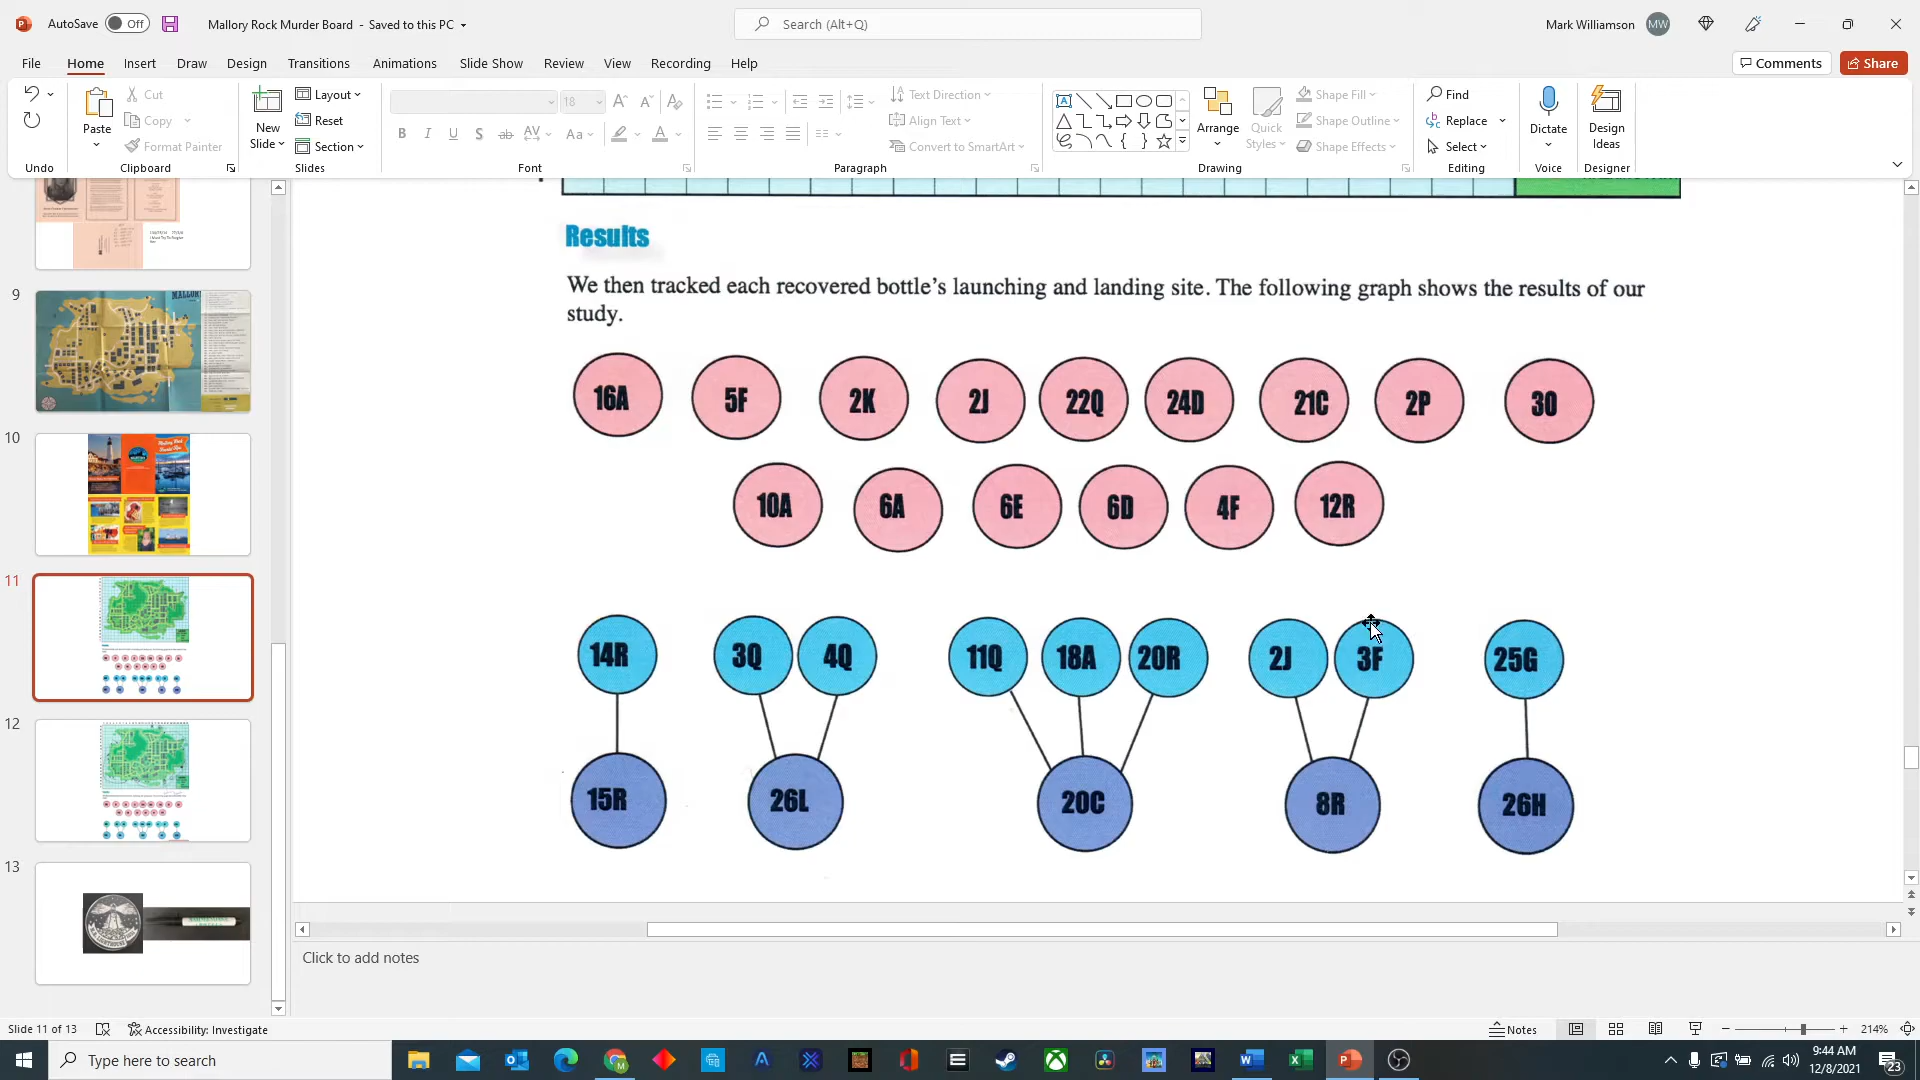 AutoSave Off Mallory Rock Murder Board - Saved to this PC Search (Alt+Q) Mark Williamson MW
File Home Insert Draw Design Transitions Animations Slide Show Review View Recording Help Comments Share
Undo
Paste Cut Copy Format Painter
Clipboard
New Slide Layout Reset Section
Slides
18
Font
Text Direction
Align Text
Convert to SmartArt
Paragraph
Arrange
Quick Styles
Shape Fill
Shape Outline
Shape Effects
Drawing
Find
Replace
Select
Editing
Dictate
Voice
Design Ideas
Designer
9
10
11
12
13
Results
We then tracked each recovered bottle's launching and landing site. The following graph shows the results of our
study.
16A 5F 2K 2J 22Q 24D 21C 2P 30
10A 6A 6E 6D 4F 12R
14R 3Q 4Q 11Q 18A 20R 2J 3F 25G
15R 26L 20C 8R 26H
Click to add notes
Slide 11 of 13 Accessibility: Investigate Notes 214%
Type here to search
9:44 AM
12/8/2021
23